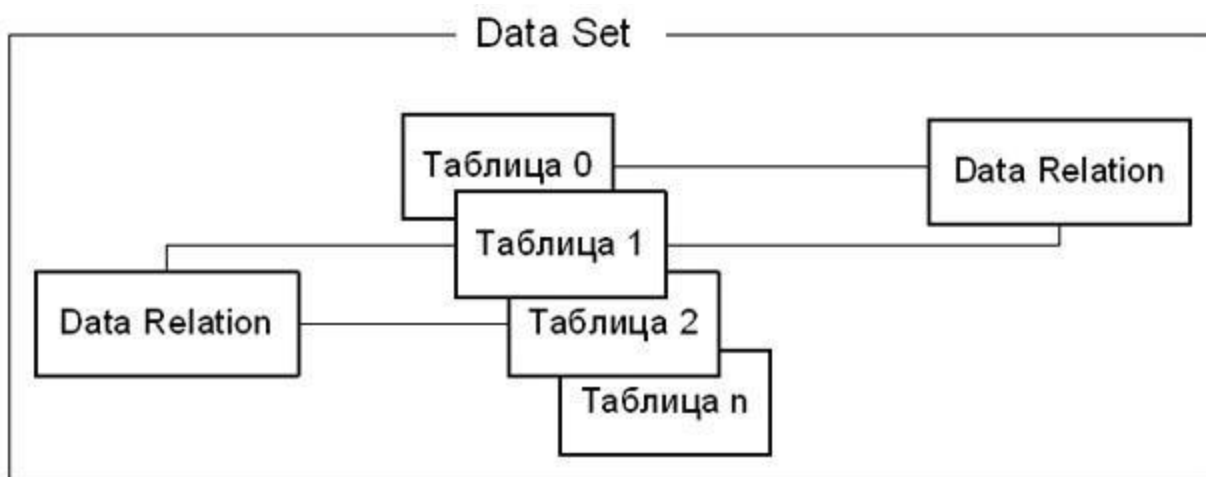 Data Set
Таблица 0
Data Relation
Таблица 1
Data Relation
Таблица 2
Таблица n